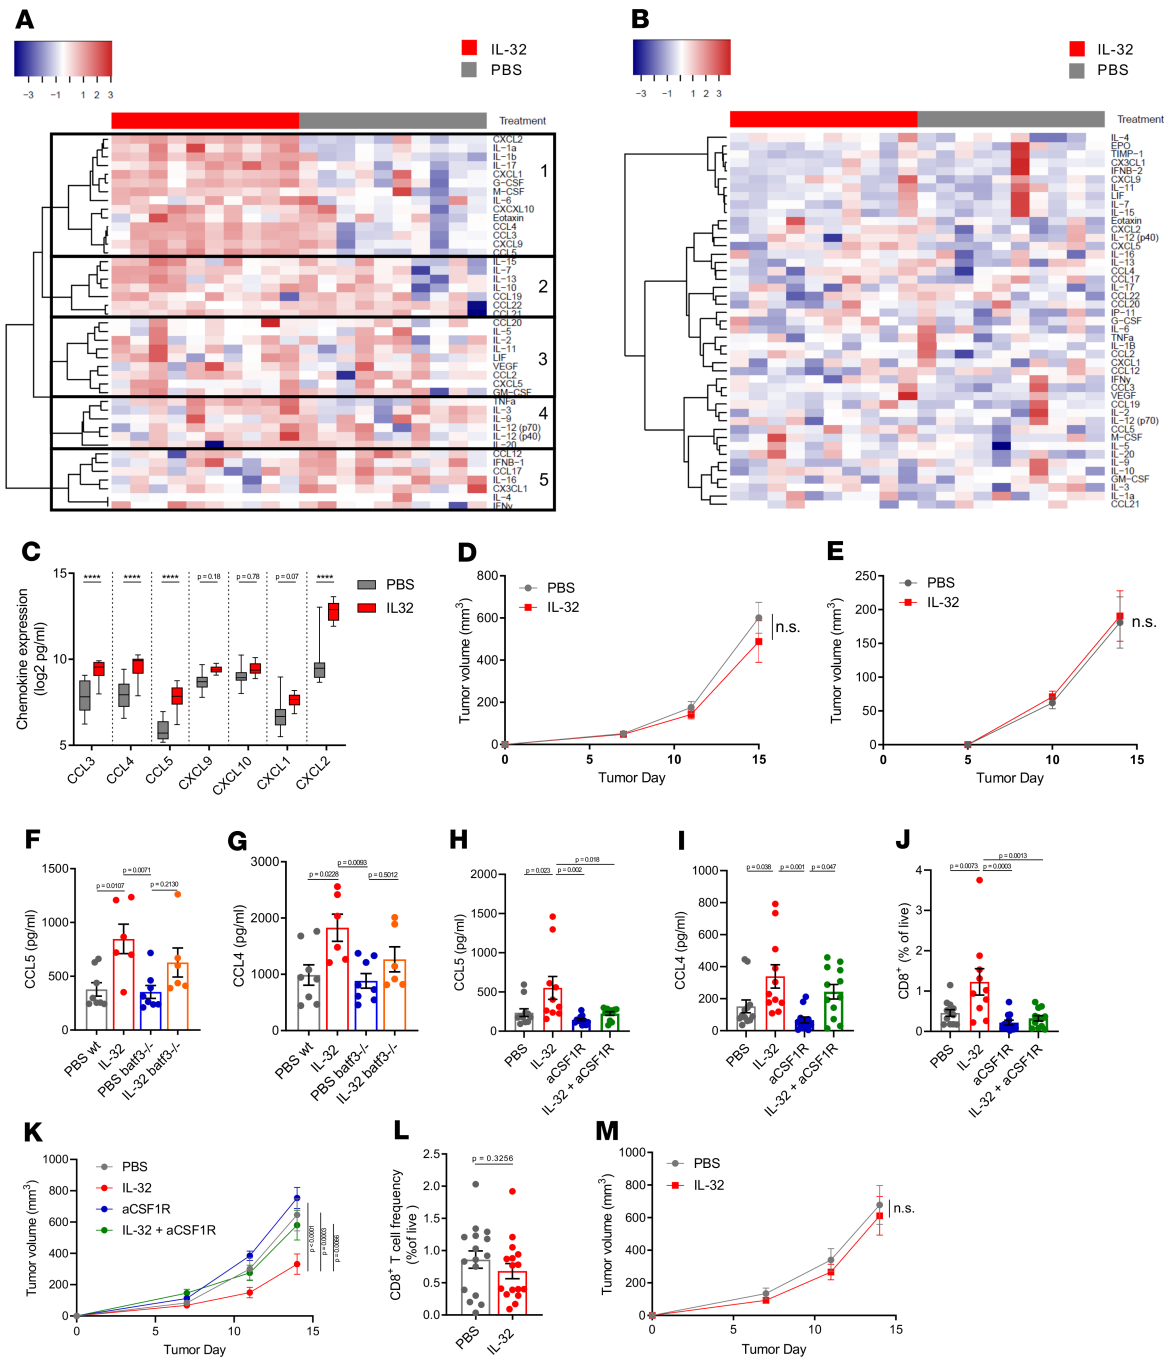 A
IL-32
PBS
−3 −1 1 2 3
Treatment
CXCL2
IL−1a
IL−1b
IL−17
CXCL1
G−CSF
M−CSF
IL−6
CXCXL10
Eotaxin
CCL4
CCL3
CXCL9
CCL5
1
IL−15
IL−7
IL−13
IL−10
CCL19
CCL22
CCL21
2
CCL20
IL−5
IL−2
IL−11
LIF
VEGF
CCL2
CXCL5
GM−CSF
3
TNFa
IL−3
IL−9
IL−12 (p70)
IL−12 (p40)
IL−20
4
CCL12
IFNB−1
CCL17
IL−16
CX3CL1
IL−4
IFNy
5
B
IL-32
PBS
−3 −1 1 2 3
Treatment
IL−4
EPO
TIMP−1
CX3CL1
IFNB−2
CXCL9
IL−11
LIF
IL−7
IL−15
Eotaxin
CXCL2
IL−12 (p40)
CXCL5
IL−16
IL−13
CCL4
CCL17
IL−17
CCL22
CCL20
IP−11
G−CSF
IL−6
TNFa
IL−1B
CCL2
CXCL1
CCL12
IFNy
CCL3
VEGF
CCL19
IL−2
IL−12 (p70)
CCL5
M−CSF
IL−5
IL−20
IL−9
IL−10
GM−CSF
IL−3
IL−1a
CCL21
C
Chemokine expression
(log2 pg/ml)
15
10
5
**** **** **** p = 0.18 p = 0.78 p = 0.07 ****
PBS
IL32
CCL3 CCL4 CCL5 CXCL9 CXCL10 CXCL1 CXCL2
D
Tumor volume (mm³)
800
600
400
200
0
PBS
IL-32
n.s.
0 5 10 15
Tumor Day
E
Tumor volume (mm³)
250
200
150
100
50
0
PBS
IL-32
n.s.
0 5 10 15
Tumor Day
F
CCL5 (pg/ml)
1500
1000
500
0
p = 0.0071
p = 0.0107 p = 0.2130
PBS wt IL-32 PBS batf3-/- IL-32 batf3-/-
G
CCL4 (pg/ml)
3000
2000
1000
0
p = 0.0093
p = 0.0228 p = 0.5012
PBS wt IL-32 PBS batf3-/- IL-32 batf3-/-
H
CCL5 (pg/ml)
2000
1500
1000
500
0
p = 0.018
p = 0.023 p = 0.002
PBS IL-32 aCSF1R IL-32 + aCSF1R
I
CCL4 (pg/ml)
1000
800
600
400
200
0
p = 0.038 p = 0.001 p = 0.047
PBS IL-32 aCSF1R IL-32 + aCSF1R
J
CD8⁺ (% of live)
4
3
2
1
0
p = 0.0013
p = 0.0073 p = 0.0003
PBS IL-32 aCSF1R IL-32 + aCSF1R
K
Tumor volume (mm³)
1000
800
600
400
200
0
PBS
IL-32
aCSF1R
IL-32 + aCSF1R
p < 0.0001
p = 0.0003
p = 0.0066
0 5 10 15
Tumor Day
L
CD8⁺ T cell frequency
(%of live )
2.5
2.0
1.5
1.0
0.5
0.0
p = 0.3256
PBS IL-32
M
Tumor volume (mm³)
1000
800
600
400
200
0
PBS
IL-32
n.s.
0 5 10 15
Tumor Day